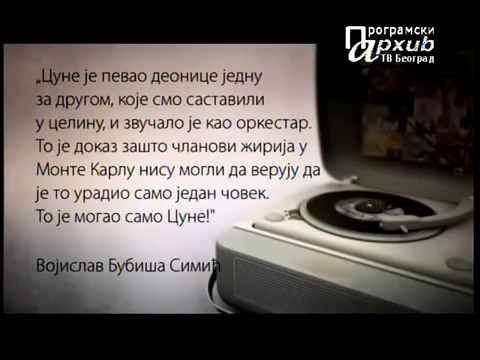 Програмски
Архив
ТВ Београд
„Цуне је певао деонице једну
за другом, које смо саставили
у целину, и звучало је као оркестар.
То је доказ зашто чланови жирија у
Монте Карлу нису могли да верују да
је то урадио само један човек.
То је могао само Цуне!"
Војислав Бубиша Симић